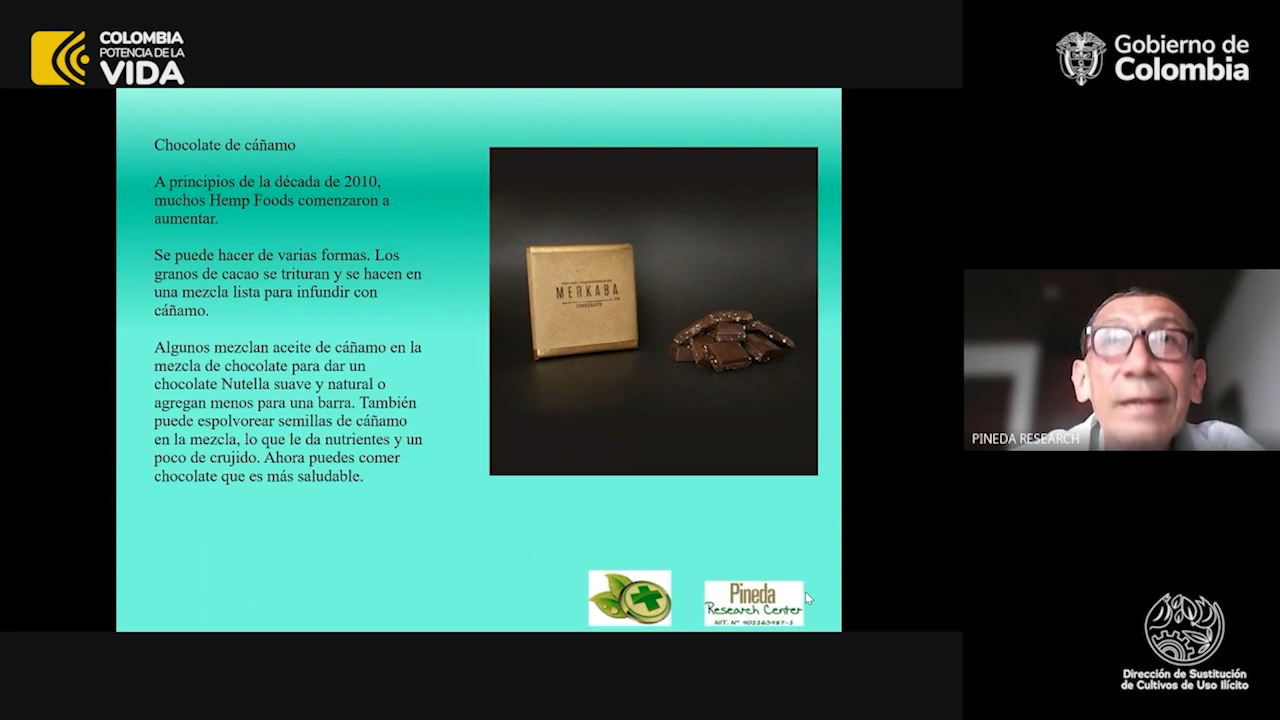 COLOMBIA
POTENCIA DE LA
VIDA
Gobierno de
Colombia
Chocolate de cáñamo
A principios de la década de 2010,
muchos Hemp Foods comenzaron a
aumentar.
Se puede hacer de varias formas. Los
granos de cacao se trituran y se hacen en
una mezcla lista para infundir con
cáñamo.
Algunos mezclan aceite de cáñamo en la
mezcla de chocolate para dar un
chocolate Nutella suave y natural o
agregan menos para una barra. También
puede espolvorear semillas de cáñamo
en la mezcla, lo que le da nutrientes y un
poco de crujido. Ahora puedes comer
chocolate que es más saludable.
MERKABA
CHOCOLATE
PINEDA RESEARCH
Pineda
Research Center
NIT. Nº 901163487-1
Dirección de Sustitución
de Cultivos de Uso Ilícito